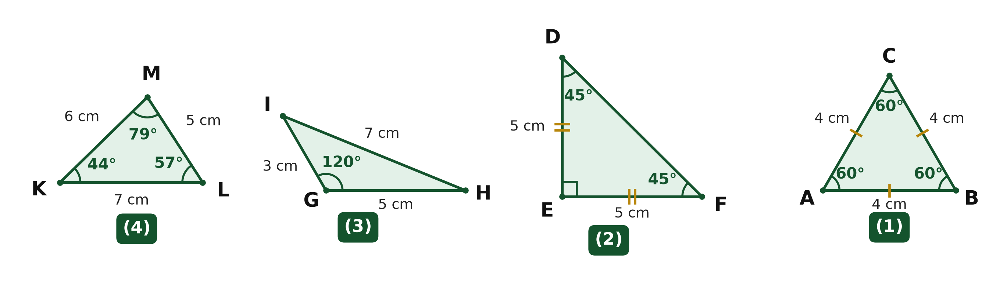 M
6 cm
5 cm
79°
44°
57°
K
L
7 cm
(4)
I
7 cm
3 cm
120°
G
H
5 cm
(3)
D
45°
5 cm
45°
E
F
5 cm
(2)
C
60°
4 cm
4 cm
60°
60°
A
B
4 cm
(1)